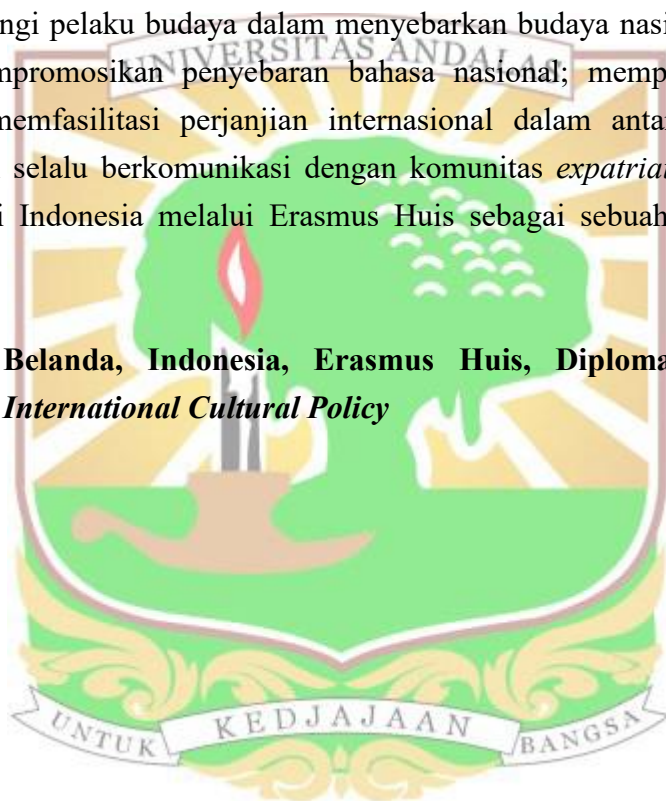 ngi pelaku budaya dalam menyebarkan budaya nasi
UNIVERSITAS ANDALAS
mpromosikan penyebaran bahasa nasional; memp
memfasilitasi perjanjian internasional dalam anta
selalu berkomunikasi dengan komunitas expatria
i Indonesia melalui Erasmus Huis sebagai sebuah
Belanda, Indonesia, Erasmus Huis, Diploma
International Cultural Policy
UNTUK KEDJAJAAN BANGSA